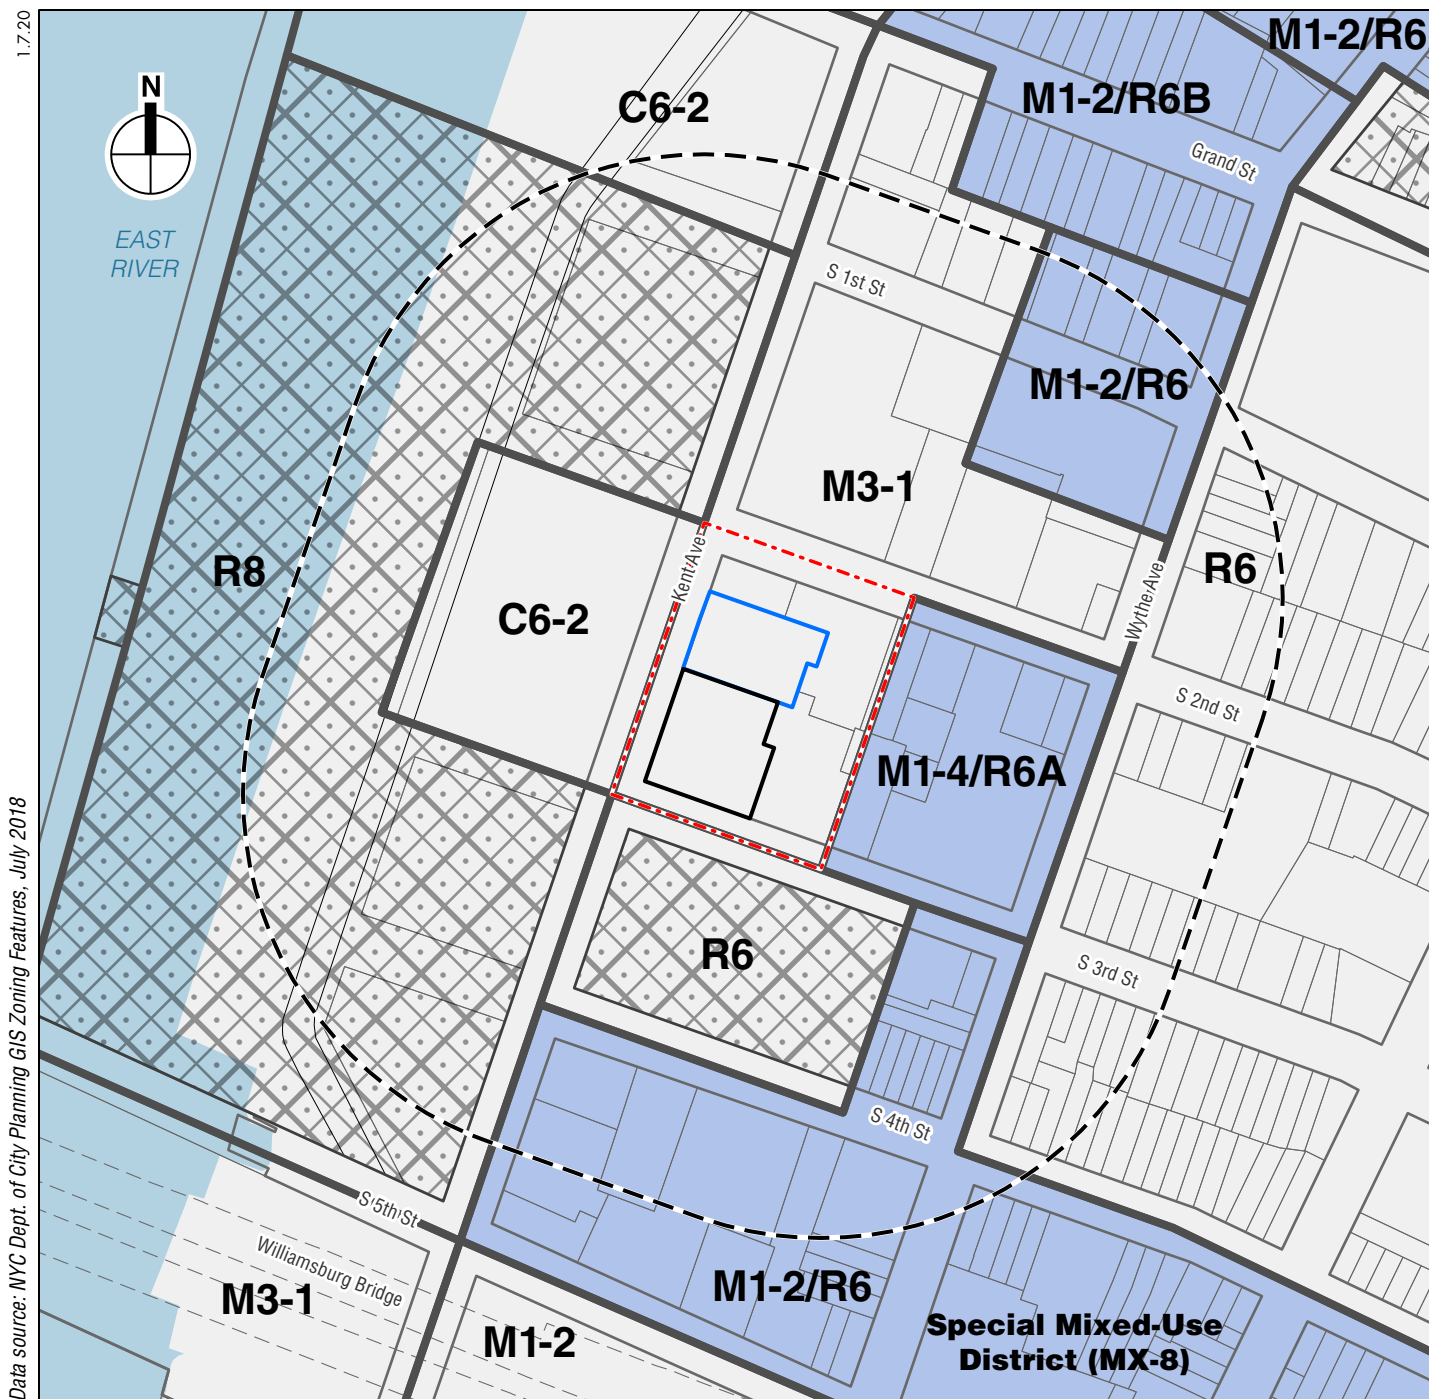 1.7.20
M1-2/R6
N
C6-2
M1-2/R6B
Grand St
EAST
RIVER
S 1st St
M1-2/R6
M3-1
Kent Ave
R8
Wythe Ave
R6
C6-2
S 2nd St
M1-4/R6A
R6
S 3rd St
S 4th St
S 5th St
Williamsburg Bridge
M3-1
M1-2/R6
M1-2
Special Mixed-Use
District (MX-8)
Data source: NYC Dept. of City Planning GIS Zoning Features, July 2018